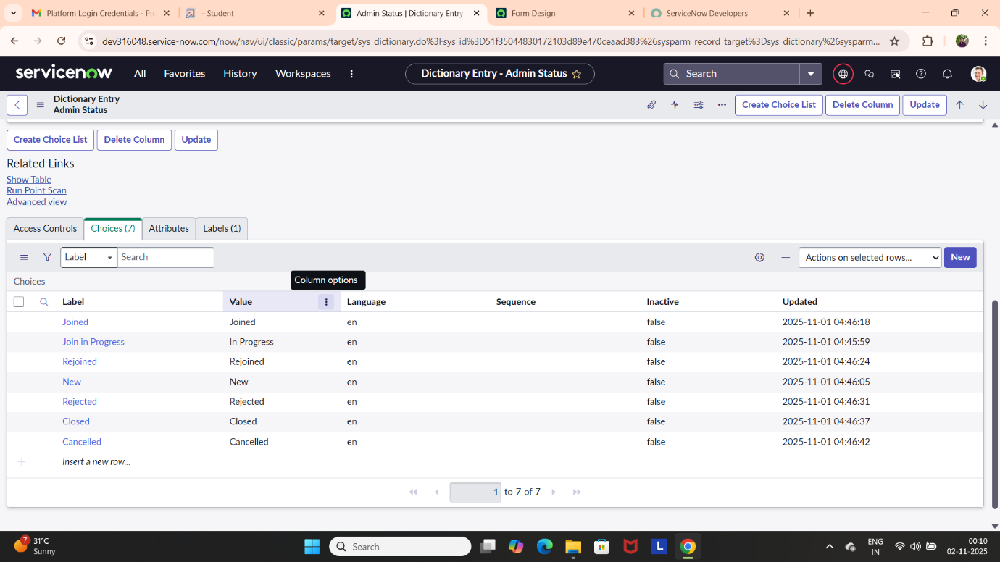 Platform Login Credentials - Pro
- Student
Admin Status | Dictionary Entry
Form Design
ServiceNow Developers
dev316048.service-now.com/now/nav/ui/classic/params/target/sys_dictionary.do%3Fsys_id%3D51f35044830172103d89e470ceaad383%26sysparm_record_target%3Dsys_dictionary%26sysparm...
servicenow All Favorites History Workspaces Dictionary Entry - Admin Status Search
Dictionary Entry
Admin Status
Create Choice List Delete Column Update
Create Choice List Delete Column Update
Related Links
Show Table
Run Point Scan
Advanced view
Access Controls Choices (7) Attributes Labels (1)
Label Search Actions on selected rows... New
Choices
Column options
Label Value Language Sequence Inactive Updated
Joined Joined en false 2025-11-01 04:46:18
Join in Progress In Progress en false 2025-11-01 04:45:59
Rejoined Rejoined en false 2025-11-01 04:46:24
New New en false 2025-11-01 04:46:05
Rejected Rejected en false 2025-11-01 04:46:31
Closed Closed en false 2025-11-01 04:46:37
Cancelled Cancelled en false 2025-11-01 04:46:42
Insert a new row...
1 to 7 of 7
7
31°C
Sunny
Search
L
ENG
IN
00:10
02-11-2025